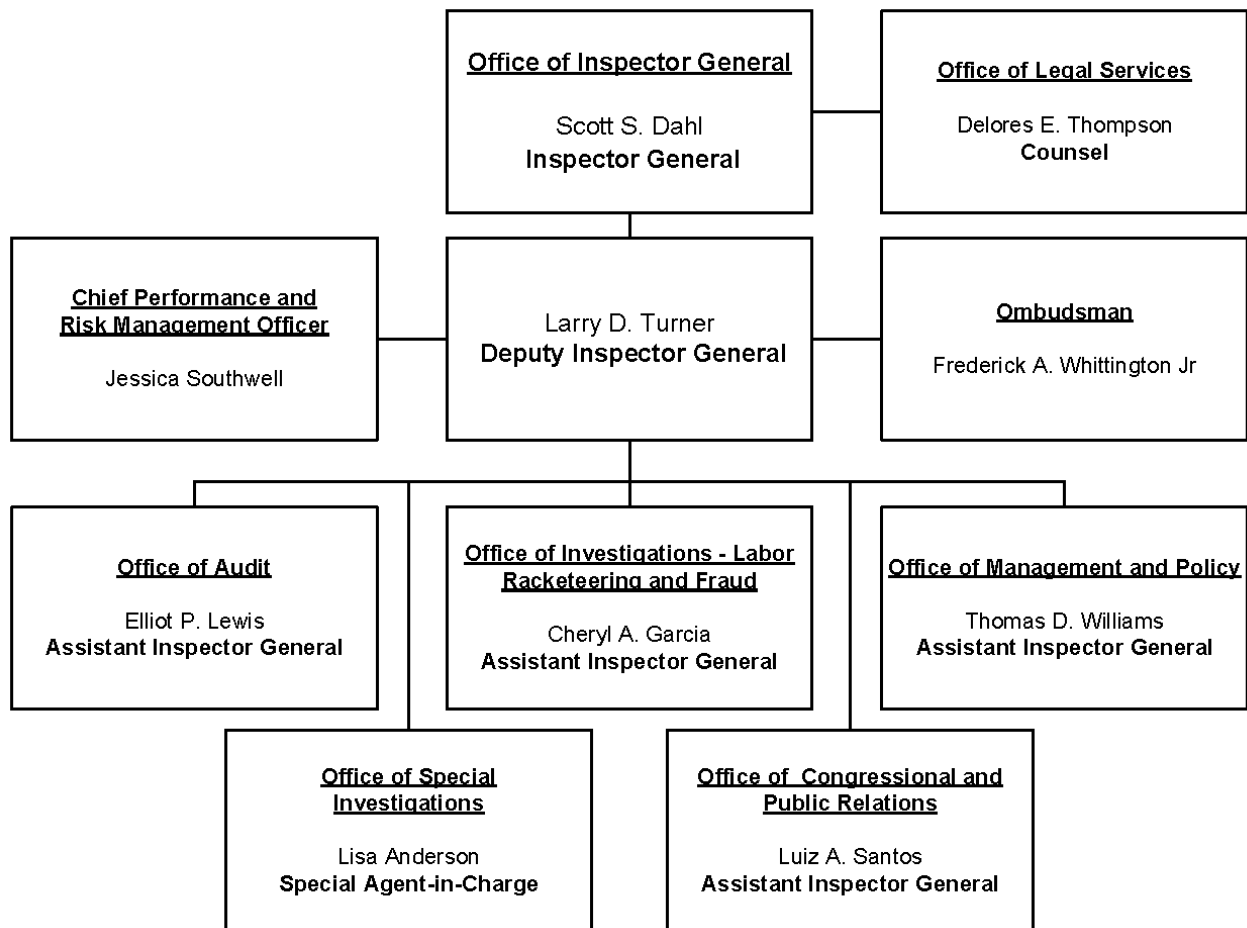 Office of Inspector General
Scott S. Dahl
Inspector General
Office of Legal Services
Delores E. Thompson
Counsel
Chief Performance and
Risk Management Officer
Jessica Southwell
Larry D. Turner
Deputy Inspector General
Ombudsman
Frederick A. Whittington Jr
Office of Audit
Elliot P. Lewis
Assistant Inspector General
Office of Investigations - Labor
Racketeering and Fraud
Cheryl A. Garcia
Assistant Inspector General
Office of Management and Policy
Thomas D. Williams
Assistant Inspector General
Office of Special
Investigations
Lisa Anderson
Special Agent-in-Charge
Office of Congressional and
Public Relations
Luiz A. Santos
Assistant Inspector General